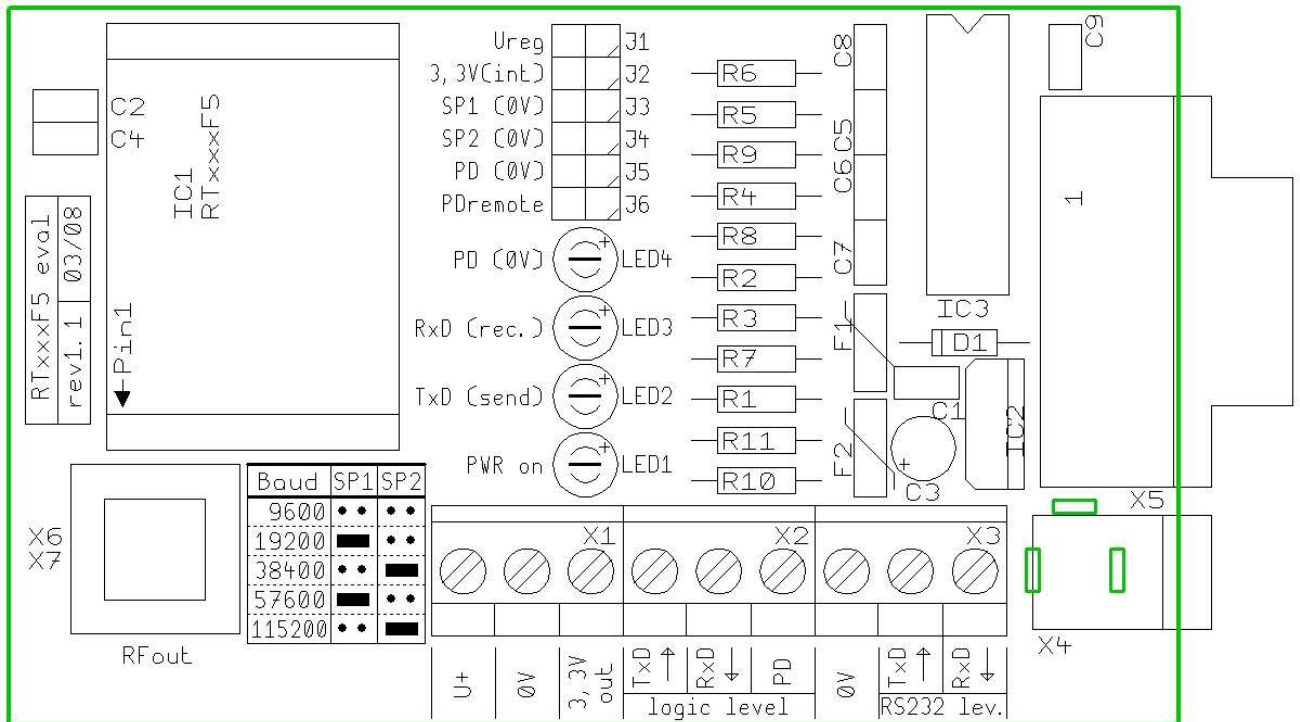 Ureg J1
3,3V(int) J2
SP1 (0V) J3
SP2 (0V) J4
PD (0V) J5
PDremote J6
C2
C4
IC1
RTxxxF5
RTxxxF5 eval
rev1.1 03/08
Pin1
PD (0V) LED4
RxD (rec.) LED3
TxD (send) LED2
PWR on LED1
R6
R5
R9
R4
R8
R2
R3
R7
R1
R11
R10
C8
C5
C6
C7
F1
F2
IC3
D1
C1
IC2
C3
C9
1
X5
X6
X7
RFout
Baud SP1 SP2
9600
19200
38400
57600
115200
X1 X2 X3
X4
U+
0V
3,3V
out
TxD
RxD
PD
logic level
0V
TxD
RxD
RS232 lev.